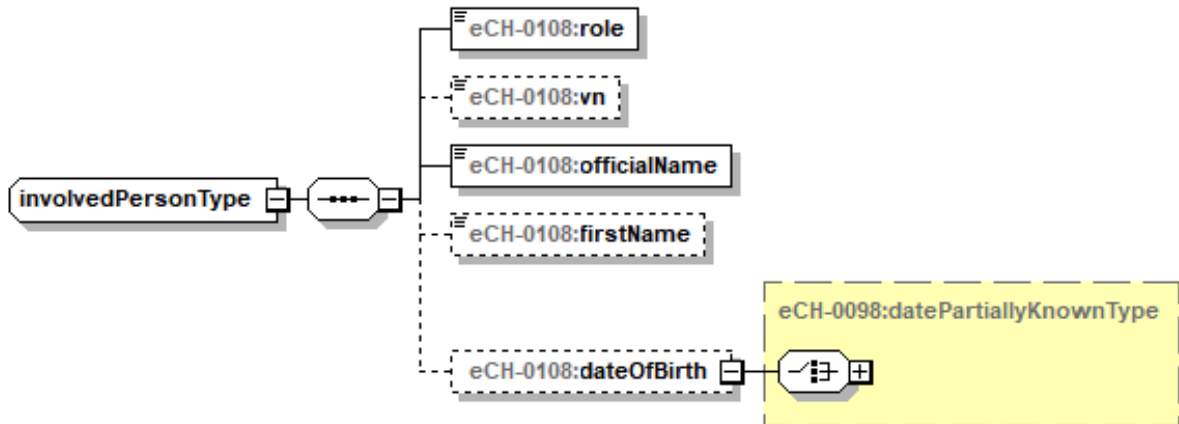 eCH-0108:role
eCH-0108:vn
eCH-0108:officialName
involvedPersonType
eCH-0108:firstName
eCH-0098:datePartiallyKnownType
eCH-0108:dateOfBirth